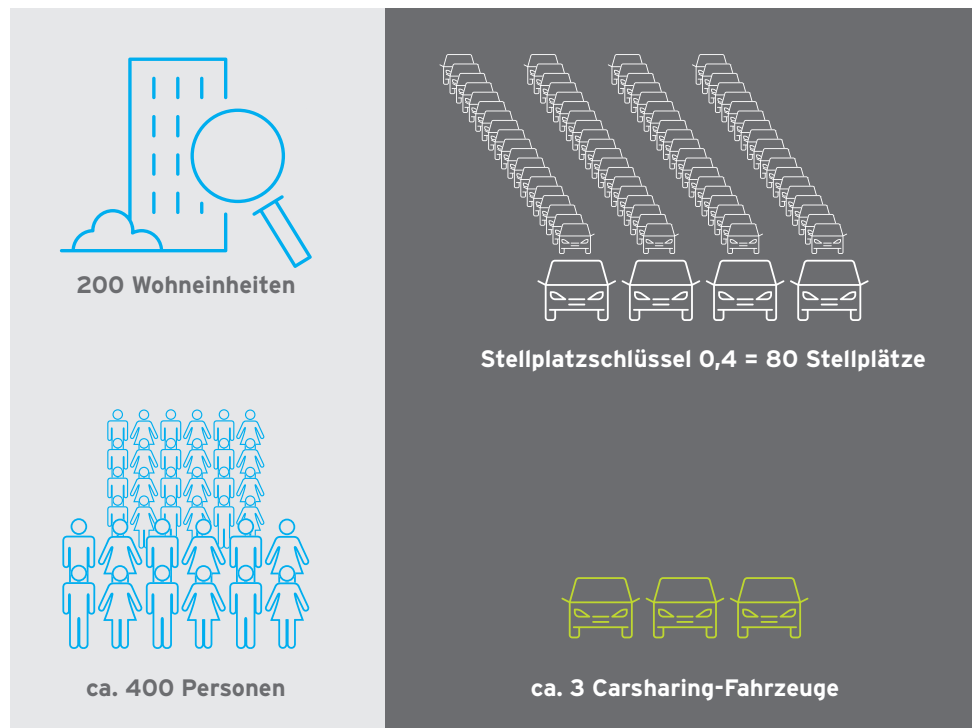 200 Wohneinheiten
Stellplatzschlüssel 0,4 = 80 Stellplätze
ca. 400 Personen
ca. 3 Carsharing-Fahrzeuge